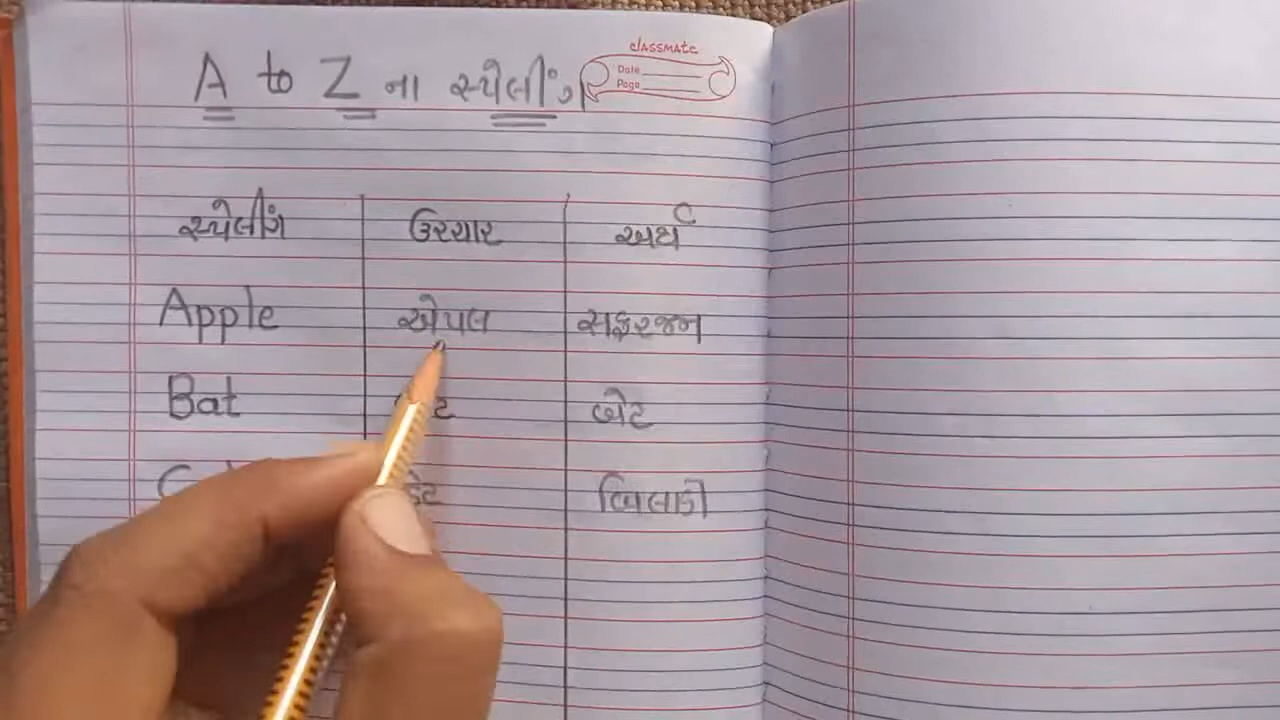 A to Z ના સ્પેલીંગ
classmate
Date
Page
સ્પેલીંગ ઉચ્ચાર અર્થ
Apple એપલ સફરજન
Bat બેટ
બિલાડી